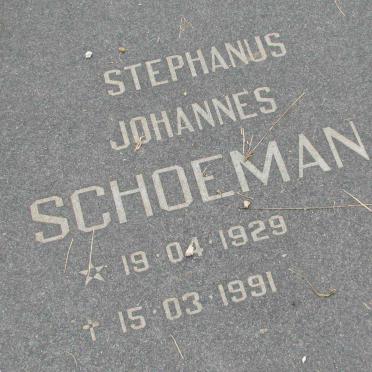 STEPHANUS
JOHANNES
SCHOEMAN
* 19·04·1929
✝ 15·03·1991